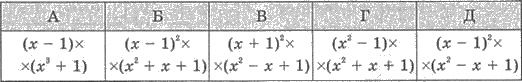 А Б В Г Д
(x − 1)× (x − 1)²× (x + 1)²× (x² − 1)× (x − 1)²×
×(x³ + 1) ×(x² + x + 1) ×(x² − x + 1) ×(x² + x + 1) ×(x² − x + 1)